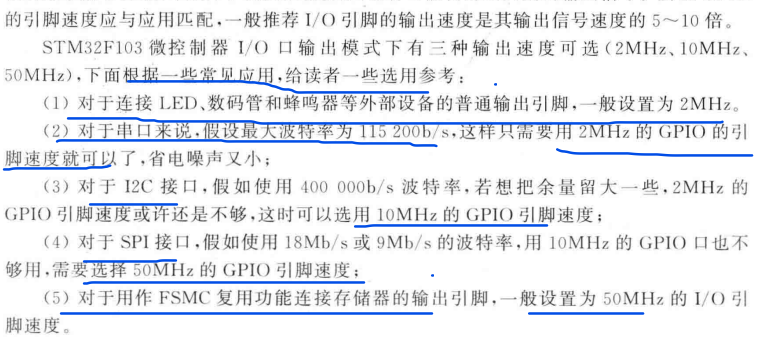 的引脚速度应与应用匹配,一般推荐 I/O 引脚的输出速度是其输出信号速度的 5～10 倍。
STM32F103 微控制器 I/O 口输出模式下有三种输出速度可选(2MHz、10MHz、
50MHz),下面根据一些常见应用,给读者一些选用参考:
(1) 对于连接 LED、数码管和蜂鸣器等外部设备的普通输出引脚,一般设置为 2MHz。
(2) 对于串口来说,假设最大波特率为 115 200b/s,这样只需要用 2MHz 的 GPIO 的引
脚速度就可以了,省电噪声又小;
(3) 对于 I2C 接口,假如使用 400 000b/s 波特率,若想把余量留大一些,2MHz 的
GPIO 引脚速度或许还是不够,这时可以选用 10MHz 的 GPIO 引脚速度;
(4) 对于 SPI 接口,假如使用 18Mb/s 或 9Mb/s 的波特率,用 10MHz 的 GPIO 口也不
够用,需要选择 50MHz 的 GPIO 引脚速度;
(5) 对于用作 FSMC 复用功能连接存储器的输出引脚,一般设置为 50MHz 的 I/O 引
脚速度。